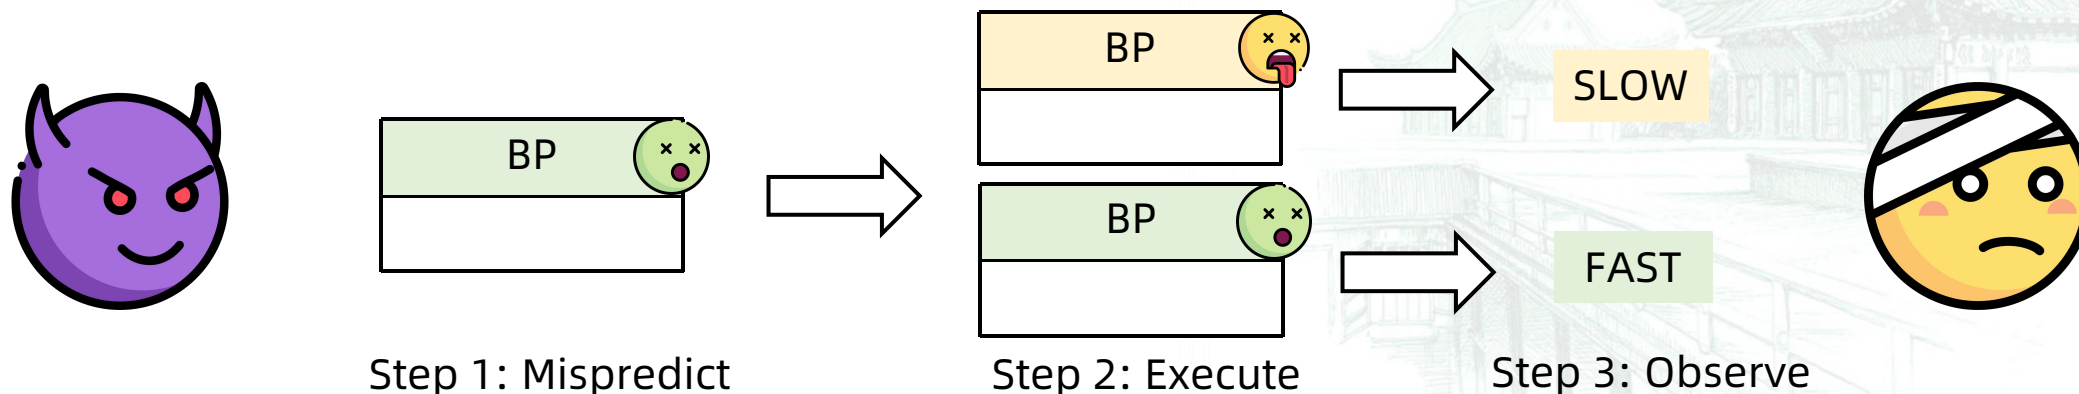 BP
Step 1: Mispredict
BP
BP
Step 2: Execute
SLOW
FAST
Step 3: Observe